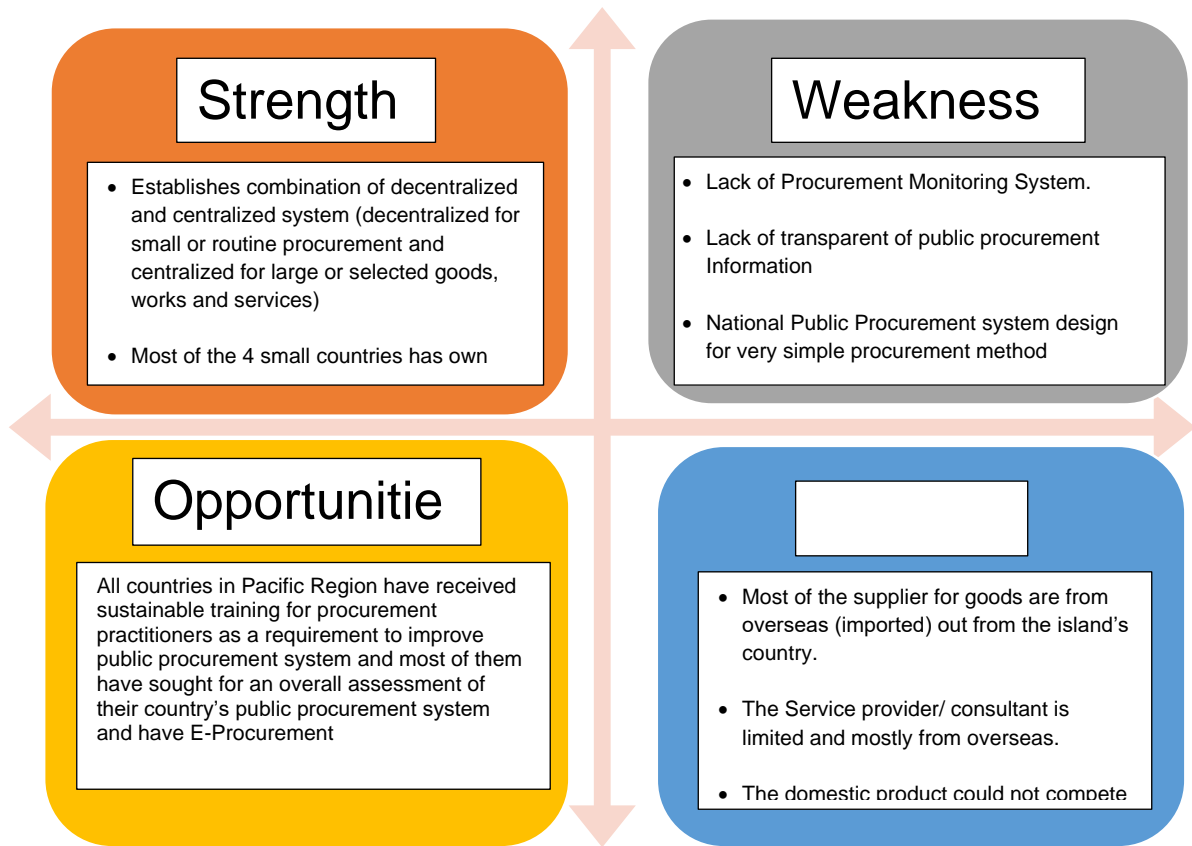 Strength
• Establishes combination of decentralized
and centralized system (decentralized for
small or routine procurement and
centralized for large or selected goods,
works and services)
• Most of the 4 small countries has own
Weakness
• Lack of Procurement Monitoring System.
• Lack of transparent of public procurement
Information
• National Public Procurement system design
for very simple procurement method
Opportunitie
All countries in Pacific Region have received
sustainable training for procurement
practitioners as a requirement to improve
public procurement system and most of them
have sought for an overall assessment of
their country’s public procurement system
and have E-Procurement
• Most of the supplier for goods are from
overseas (imported) out from the island’s
country.
• The Service provider/ consultant is
limited and mostly from overseas.
• The domestic product could not compete